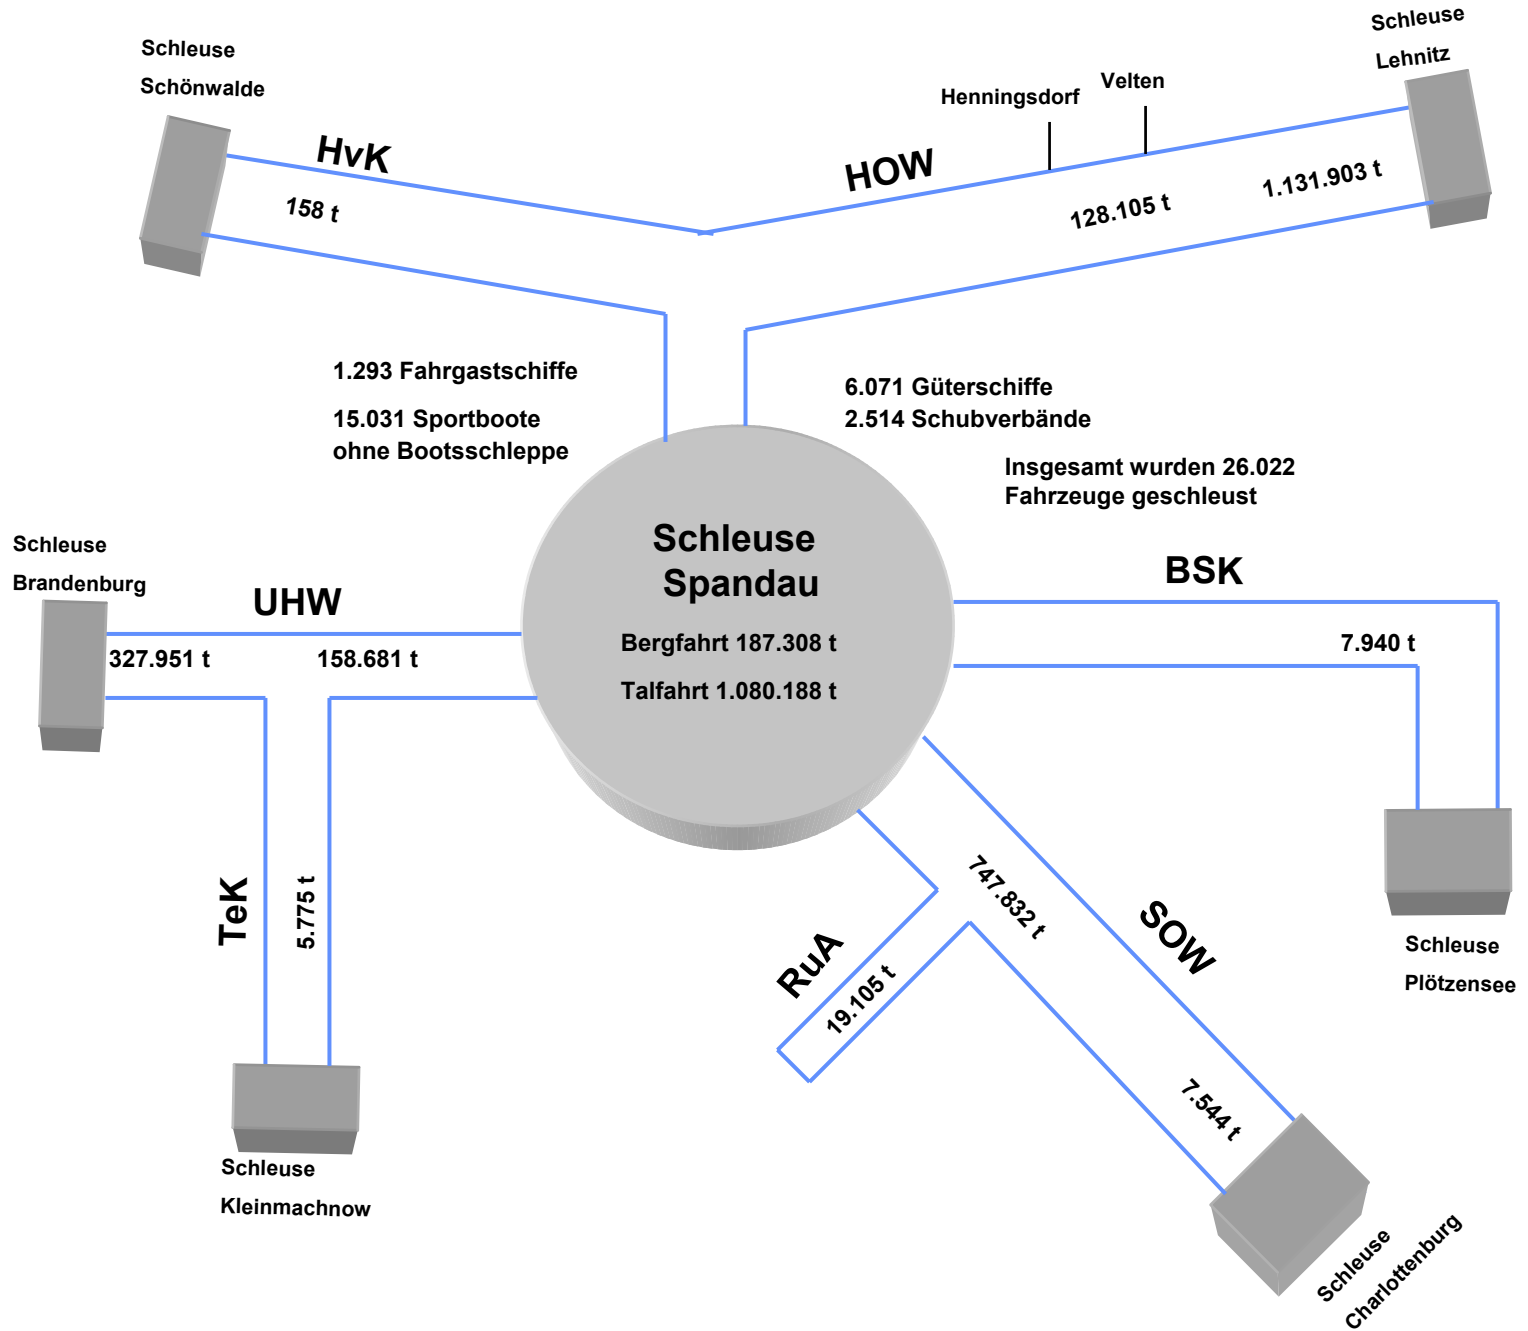 Schleuse
Schönwalde
HvK
158 t
Henningsdorf
Velten
Schleuse
Lehnitz
HOW
128.105 t
1.131.903 t
1.293 Fahrgastschiffe
15.031 Sportboote
ohne Bootsschleppe
6.071 Güterschiffe
2.514 Schubverbände
Insgesamt wurden 26.022
Fahrzeuge geschleust
Schleuse
Spandau
Bergfahrt 187.308 t
Talfahrt 1.080.188 t
Schleuse
Brandenburg
UHW
327.951 t
158.681 t
TeK
5.775 t
Schleuse
Kleinmachnow
BSK
7.940 t
Schleuse
Plötzensee
747.832 t
SOW
RuA
19.105 t
7.544 t
Schleuse
Charlottenburg